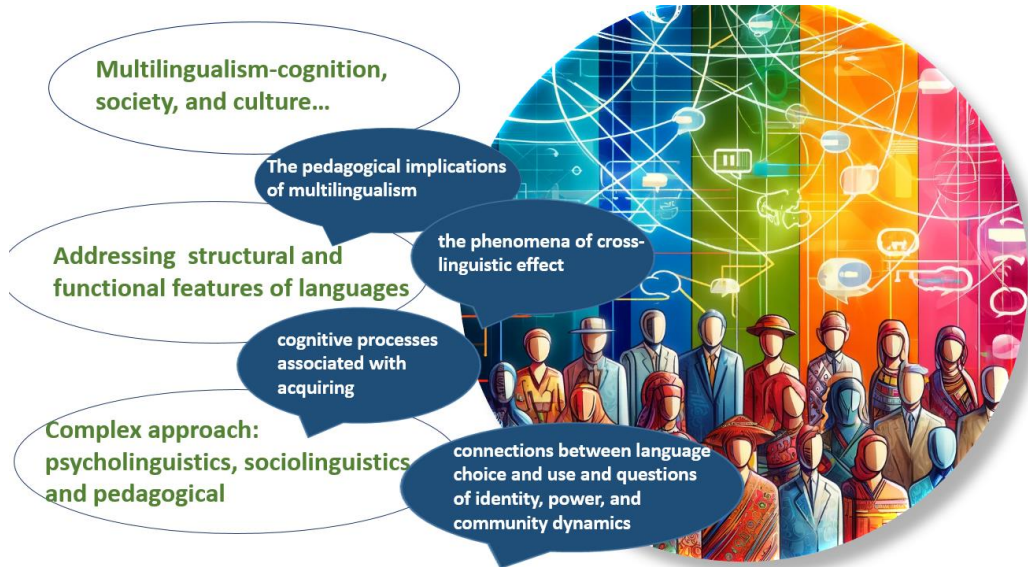 Multilingualism-cognition,
society, and culture…
The pedagogical implications
of multilingualism
the phenomena of cross-
linguistic effect
Addressing  structural and
functional features of languages
cognitive processes
associated with
acquiring
Complex approach:
psycholinguistics, sociolinguistics
and pedagogical
connections between language
choice and use and questions
of identity, power, and
community dynamics